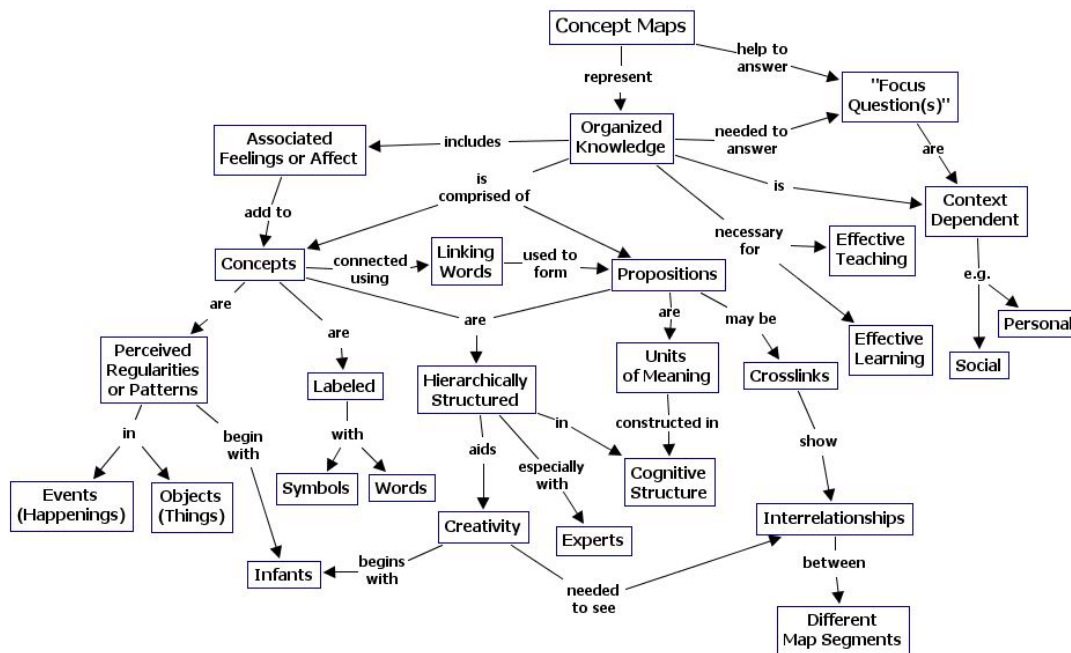 Concept Maps
help to
answer
represent
"Focus
Question(s)"
Organized
Knowledge
needed to
answer
Associated
Feelings or Affect
includes
are
is
comprised of
is
Context
Dependent
add to
necessary
for
Effective
Teaching
Concepts
connected
using
Linking
Words
used to
form
Propositions
e.g.
are
are
are
are
may be
Personal
Perceived
Regularities
or Patterns
Labeled
Hierarchically
Structured
Units
of Meaning
Crosslinks
Effective
Learning
Social
in
begin
with
with
aids
in
especially
with
constructed in
show
Events
(Happenings)
Objects
(Things)
Symbols
Words
Cognitive
Structure
Creativity
Experts
Interrelationships
Infants
begins
with
needed
to see
between
Different
Map Segments